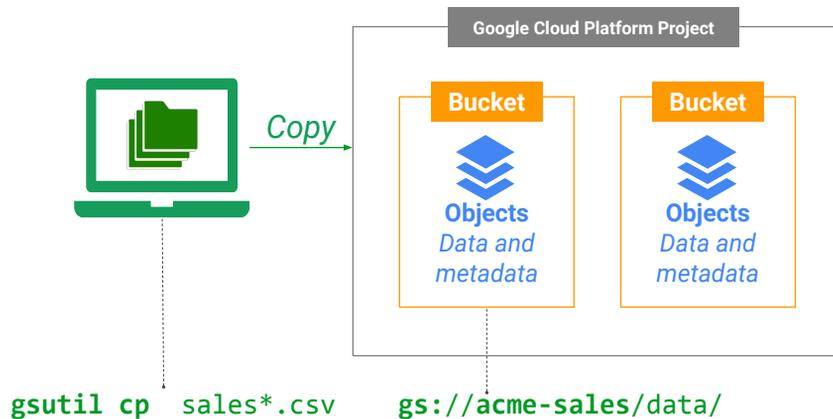 Google Cloud Platform Project
Bucket
Bucket
Copy
Objects
Data and
metadata
Objects
Data and
metadata
gsutil cp sales*.csv gs://acme-sales/data/